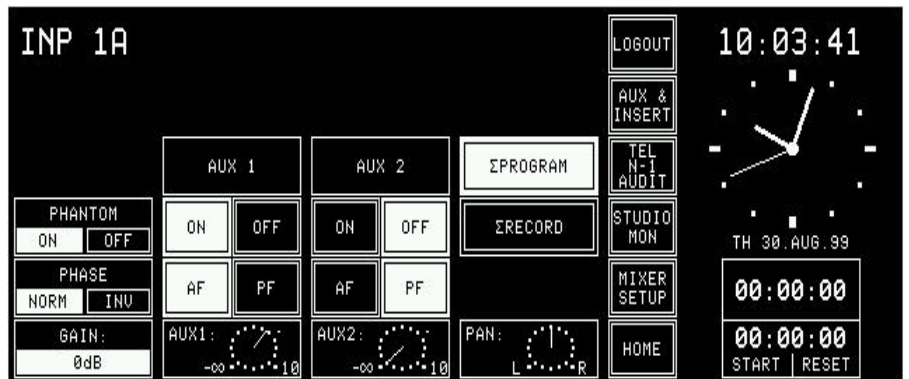 INP 1A
LOGOUT
10:03:41
AUX &
INSERT
AUX 1
AUX 2
ΣPROGRAM
TEL
N-1
AUDIT
PHANTOM
ON OFF
ON OFF
ON OFF
ΣRECORD
STUDIO
MON
TH 30.AUG.99
PHASE
NORM INV
AF PF
AF PF
MIXER
SETUP
00:00:00
GAIN:
0dB
AUX1:
-∞ 10
AUX2:
-∞ 10
PAN:
L R
HOME
00:00:00
START | RESET